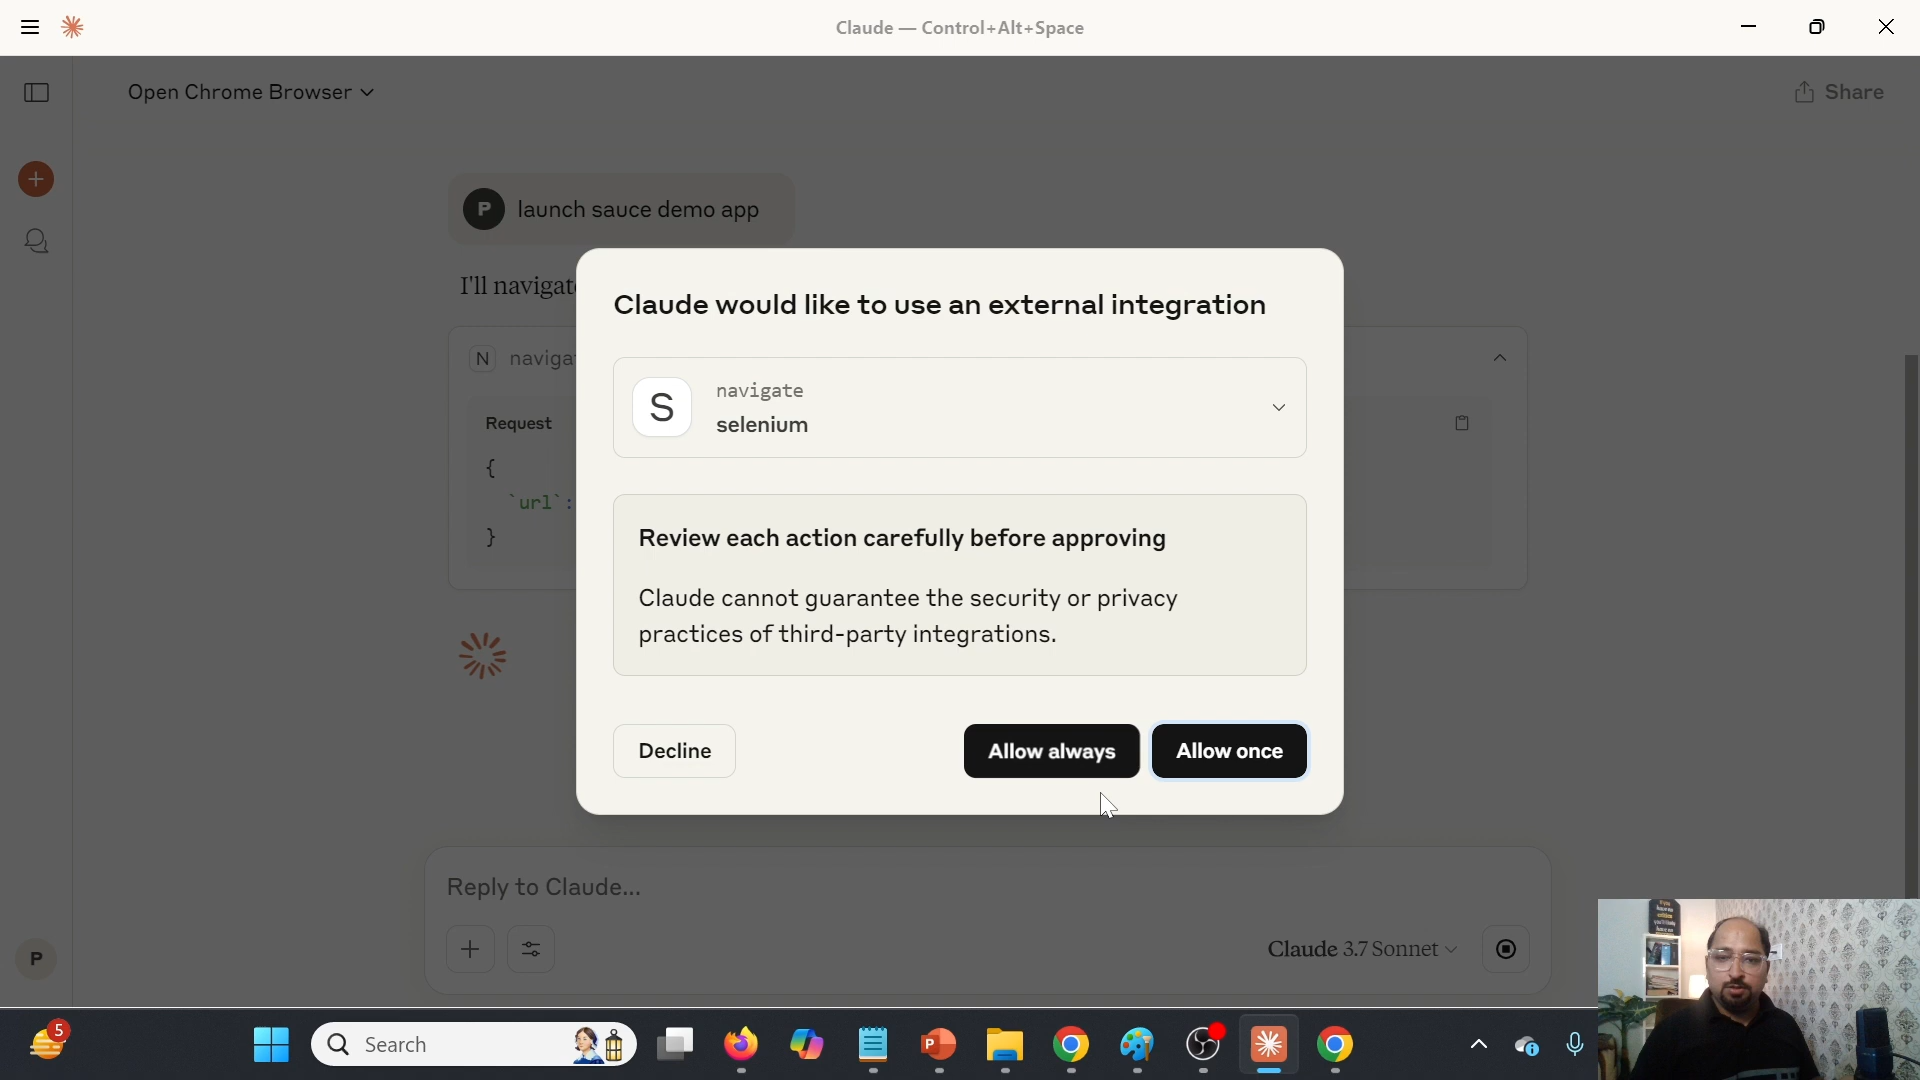 Claude — Control+Alt+Space
Open Chrome Browser
Share
P
launch sauce demo app
I'll navigat
N
naviga
Request
{
`url`:
}
Claude would like to use an external integration
S
navigate
selenium
Review each action carefully before approving
Claude cannot guarantee the security or privacy
practices of third-party integrations.
Decline
Allow always
Allow once
Reply to Claude...
Claude 3.7 Sonnet
P
5
Search
P